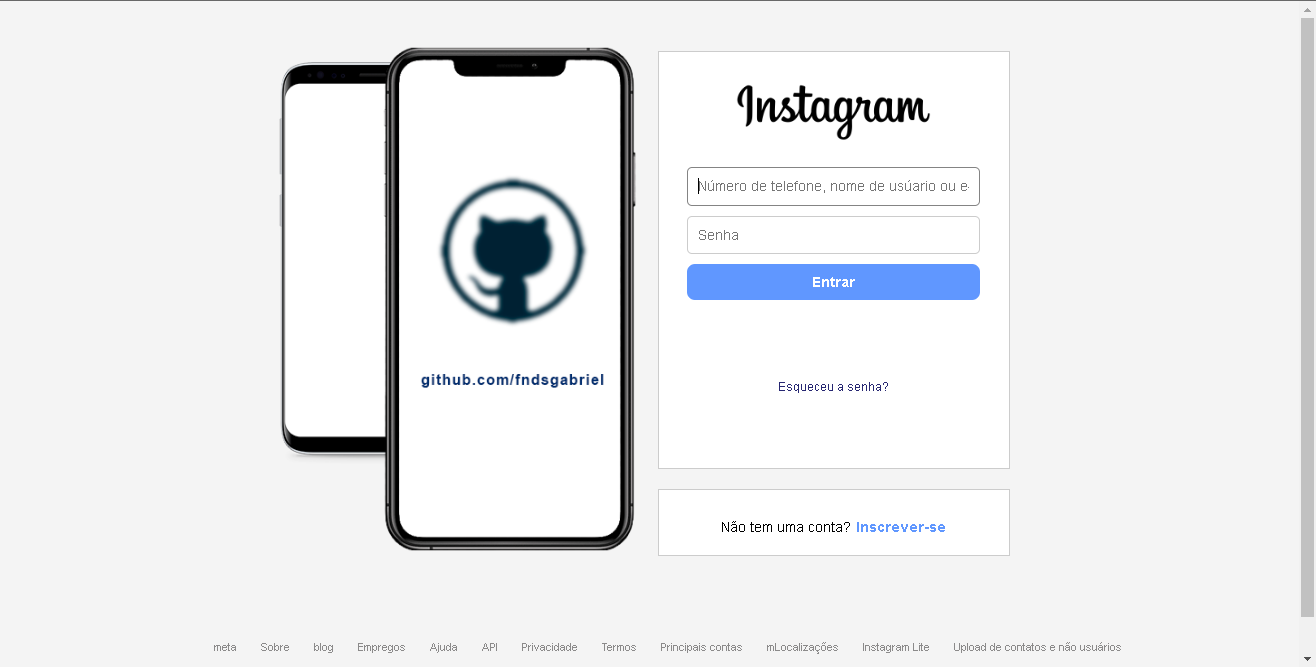 Instagram
Número de telefone, nome de usúario ou e-
Senha
Entrar
github.com/fndsgabriel
Esqueceu a senha?
Não tem uma conta? Inscrever-se
meta Sobre blog Empregos Ajuda API Privacidade Termos Principais contas mLocalizações Instagram Lite Upload de contatos e não usuários